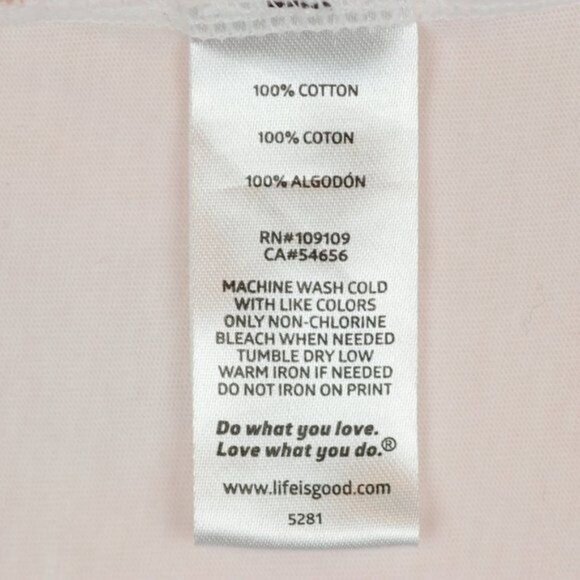 100% COTTON
100% COTON
100% ALGODÓN
RN#109109
CA#54656
MACHINE WASH COLD
WITH LIKE COLORS
ONLY NON-CHLORINE
BLEACH WHEN NEEDED
TUMBLE DRY LOW
WARM IRON IF NEEDED
DO NOT IRON ON PRINT
Do what you love.
Love what you do.®
www.lifeisgood.com
5281